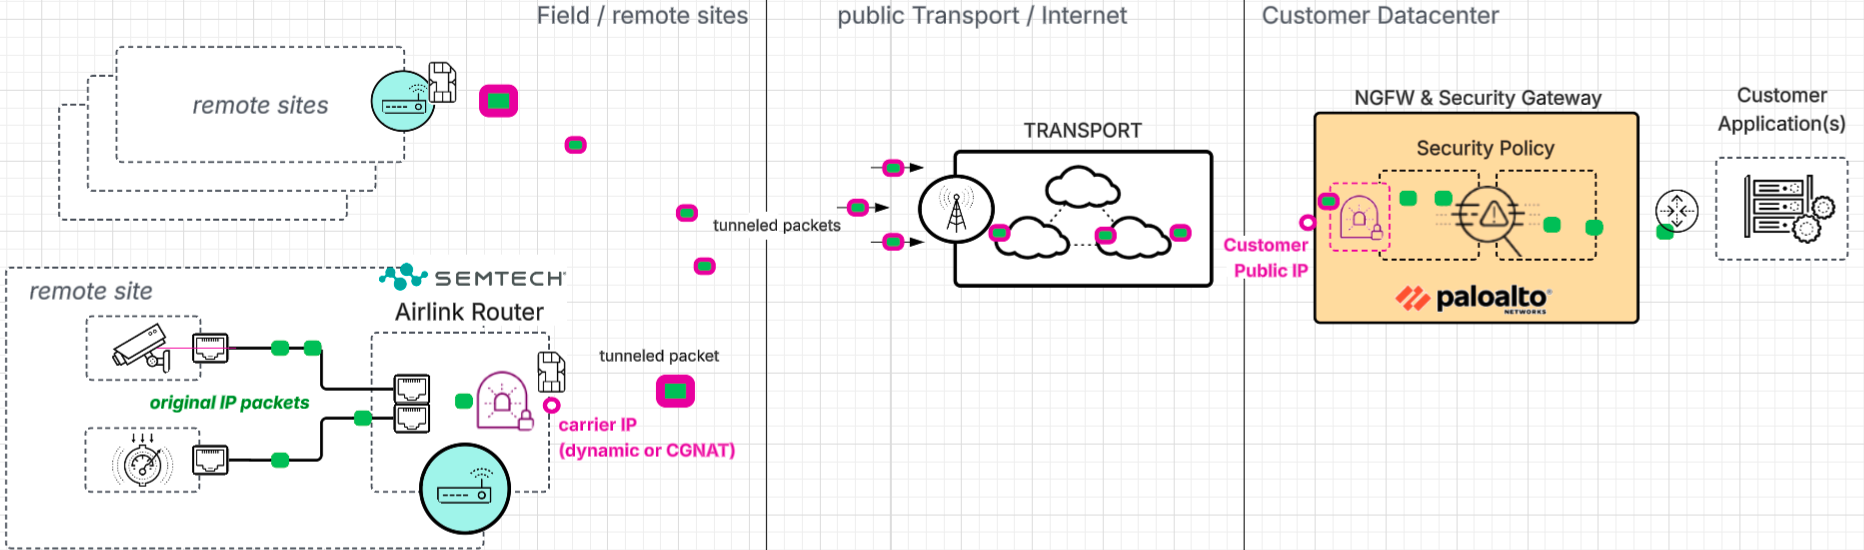 Field / remote sites
public Transport / Internet
Customer Datacenter
remote sites
NGFW & Security Gateway
Customer
Application(s)
TRANSPORT
Security Policy
tunneled packets
Customer
Public IP
paloalto
NETWORKS
SEMTECH
Airlink Router
remote site
tunneled packet
original IP packets
carrier IP
(dynamic or CGNAT)